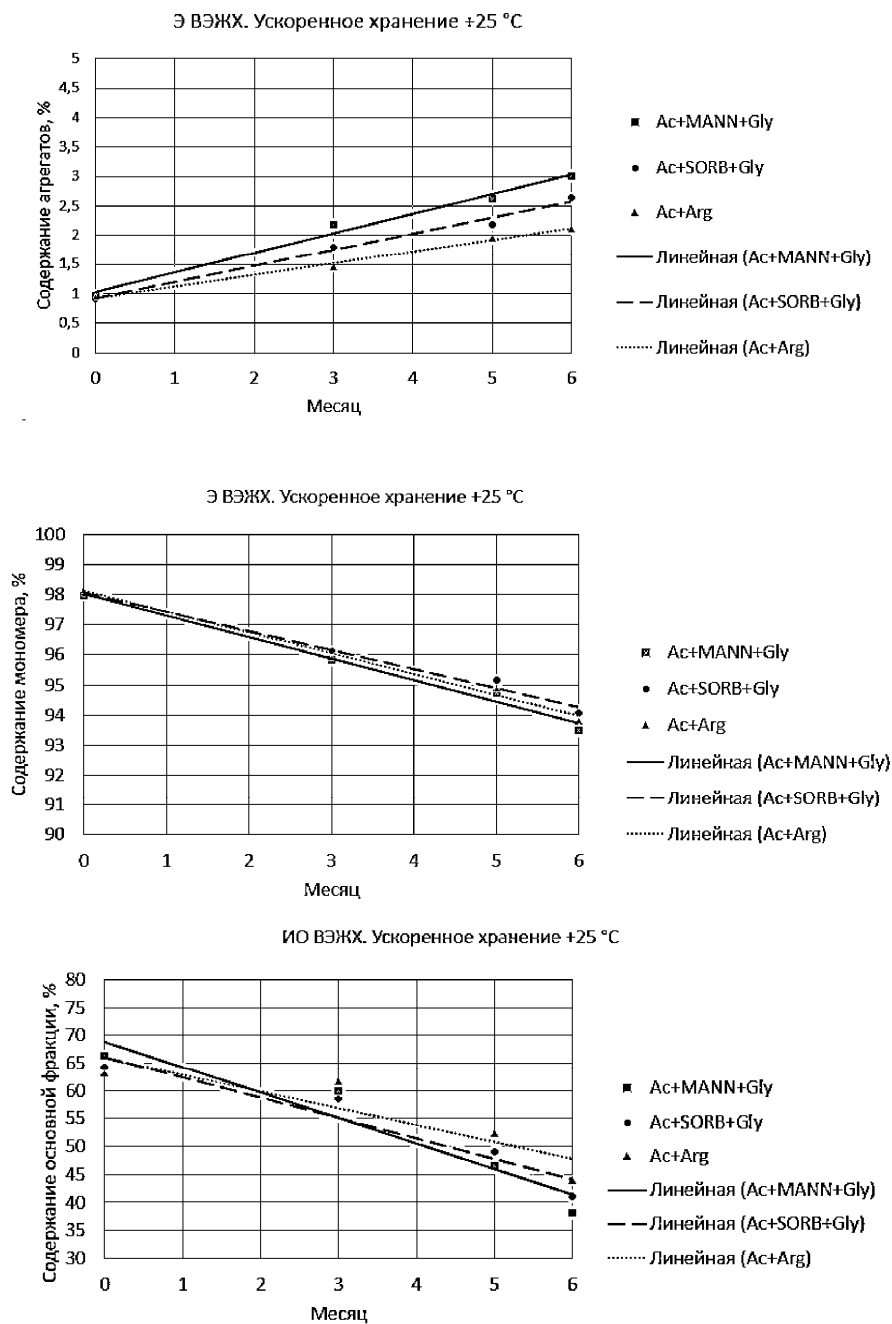 Э ВЭЖХ. Ускоренное хранение +25 °C
Содержание агрегатов, %
5
4,5
4
3,5
3
2,5
2
1,5
1
0,5
0
0 1 2 3 4 5 6
Месяц
Ac+MANN+Gly
Ac+SORB+Gly
Ac+Arg
Линейная (Ac+MANN+Gly)
Линейная (Ac+SORB+Gly)
Линейная (Ac+Arg)
Э ВЭЖХ. Ускоренное хранение +25 °C
Содержание мономера, %
100
99
98
97
96
95
94
93
92
91
90
0 1 2 3 4 5 6
Месяц
Ac+MANN+Gly
Ac+SORB+Gly
Ac+Arg
Линейная (Ac+MANN+Gly)
Линейная (Ac+SORB+Gly)
Линейная (Ac+Arg)
ИО ВЭЖХ. Ускоренное хранение +25 °C
Содержание основной фракции, %
80
75
70
65
60
55
50
45
40
35
30
0 1 2 3 4 5 6
Месяц
Ac+MANN+Gly
Ac+SORB+Gly
Ac+Arg
Линейная (Ac+MANN+Gly)
Линейная (Ac+SORB+Gly)
Линейная (Ac+Arg)